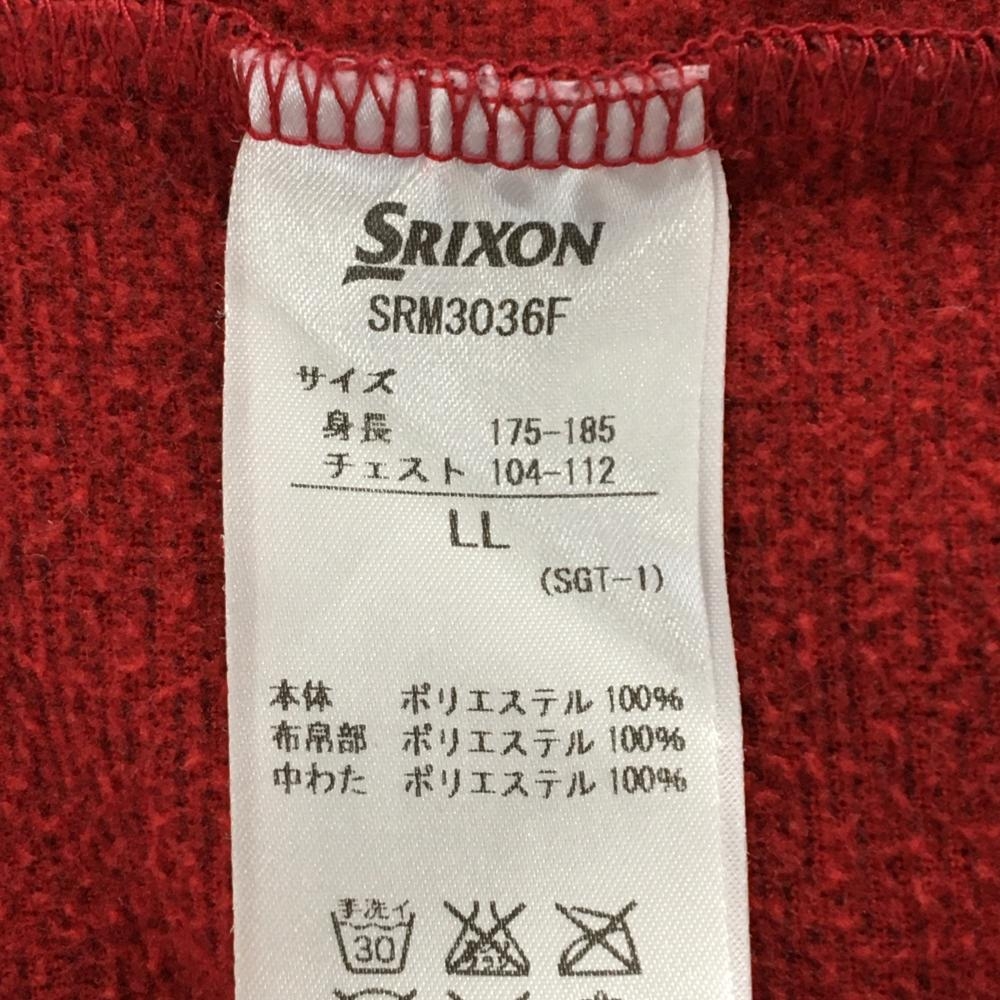 SRIXON
SRM3036F
サイズ
身長 175-185
チェスト 104-112
LL
(SGT-1)
本体 ポリエステル 100%
布帛部 ポリエステル 100%
中わた ポリエステル 100%
手洗イ
30